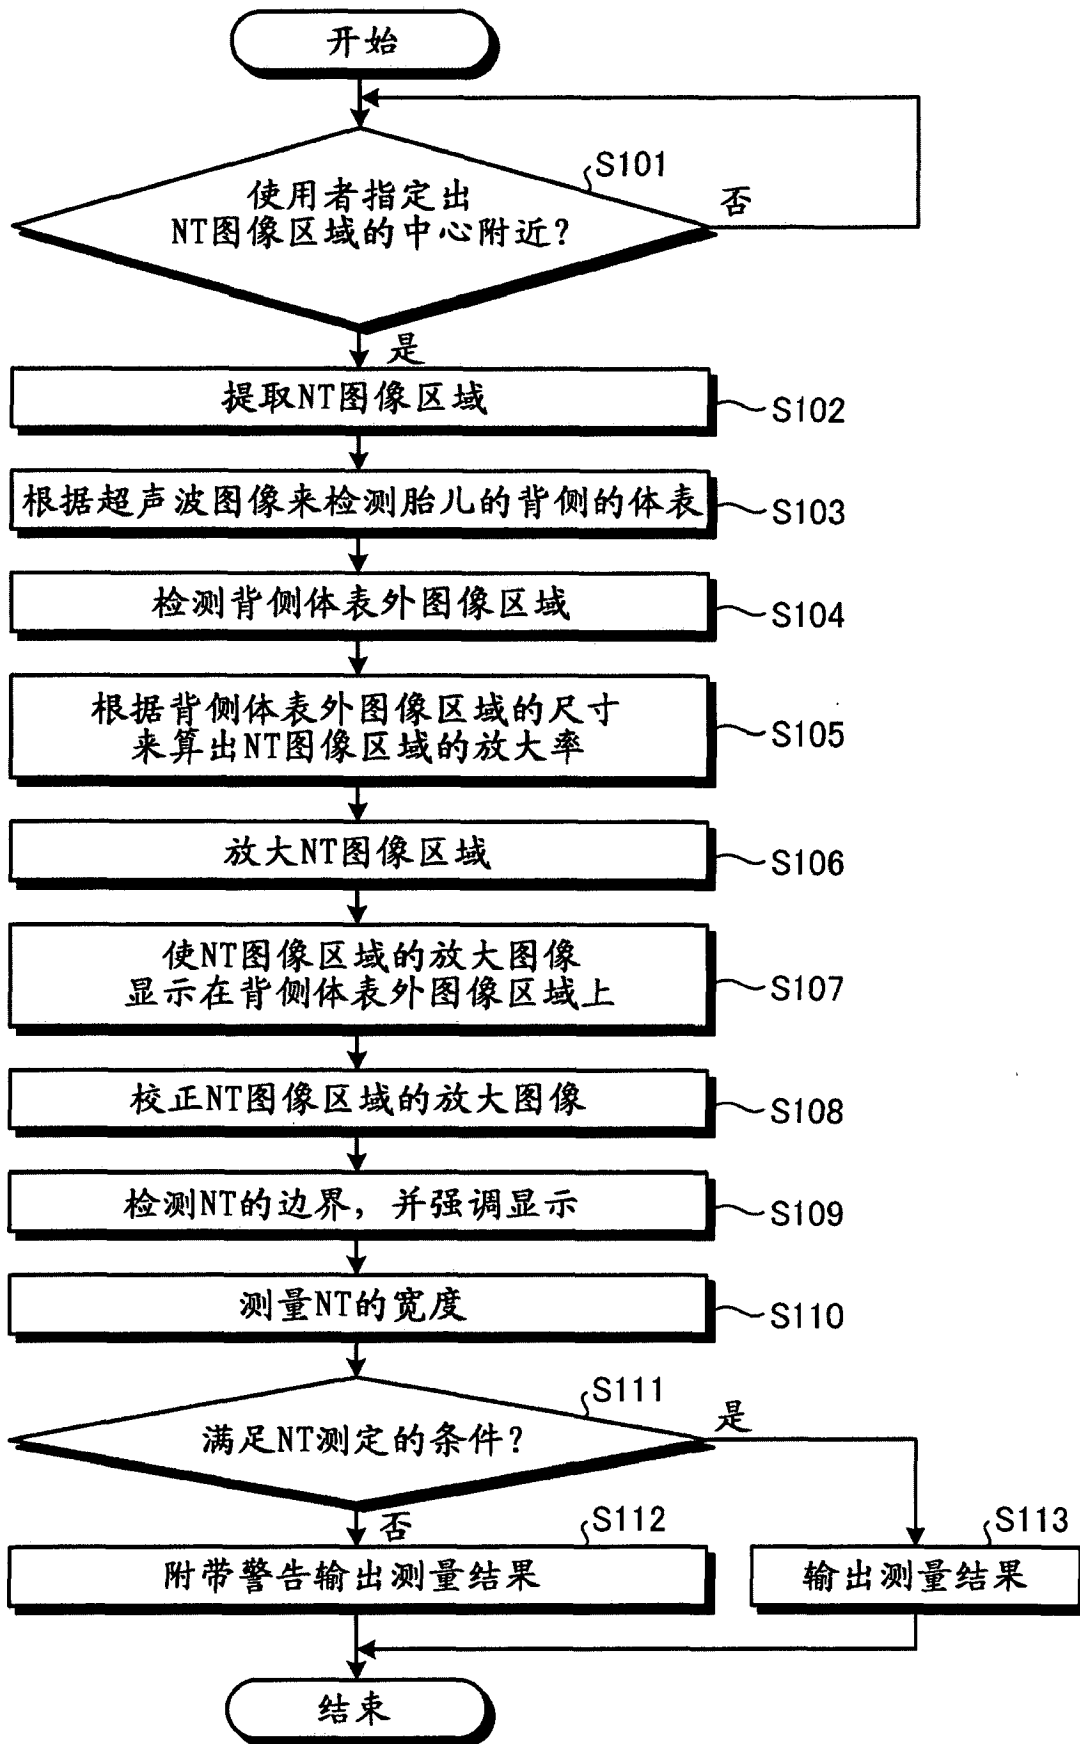 开始
S101
使用者指定出
NT图像区域的中心附近？
否
是
提取NT图像区域
S102
根据超声波图像来检测胎儿的背侧的体表
S103
检测背侧体表外图像区域
S104
根据背侧体表外图像区域的尺寸
来算出NT图像区域的放大率
S105
放大NT图像区域
S106
使NT图像区域的放大图像
显示在背侧体表外图像区域上
S107
校正NT图像区域的放大图像
S108
检测NT的边界，并强调显示
S109
测量NT的宽度
S110
S111
满足NT测定的条件？
是
否
S112
附带警告输出测量结果
S113
输出测量结果
结束